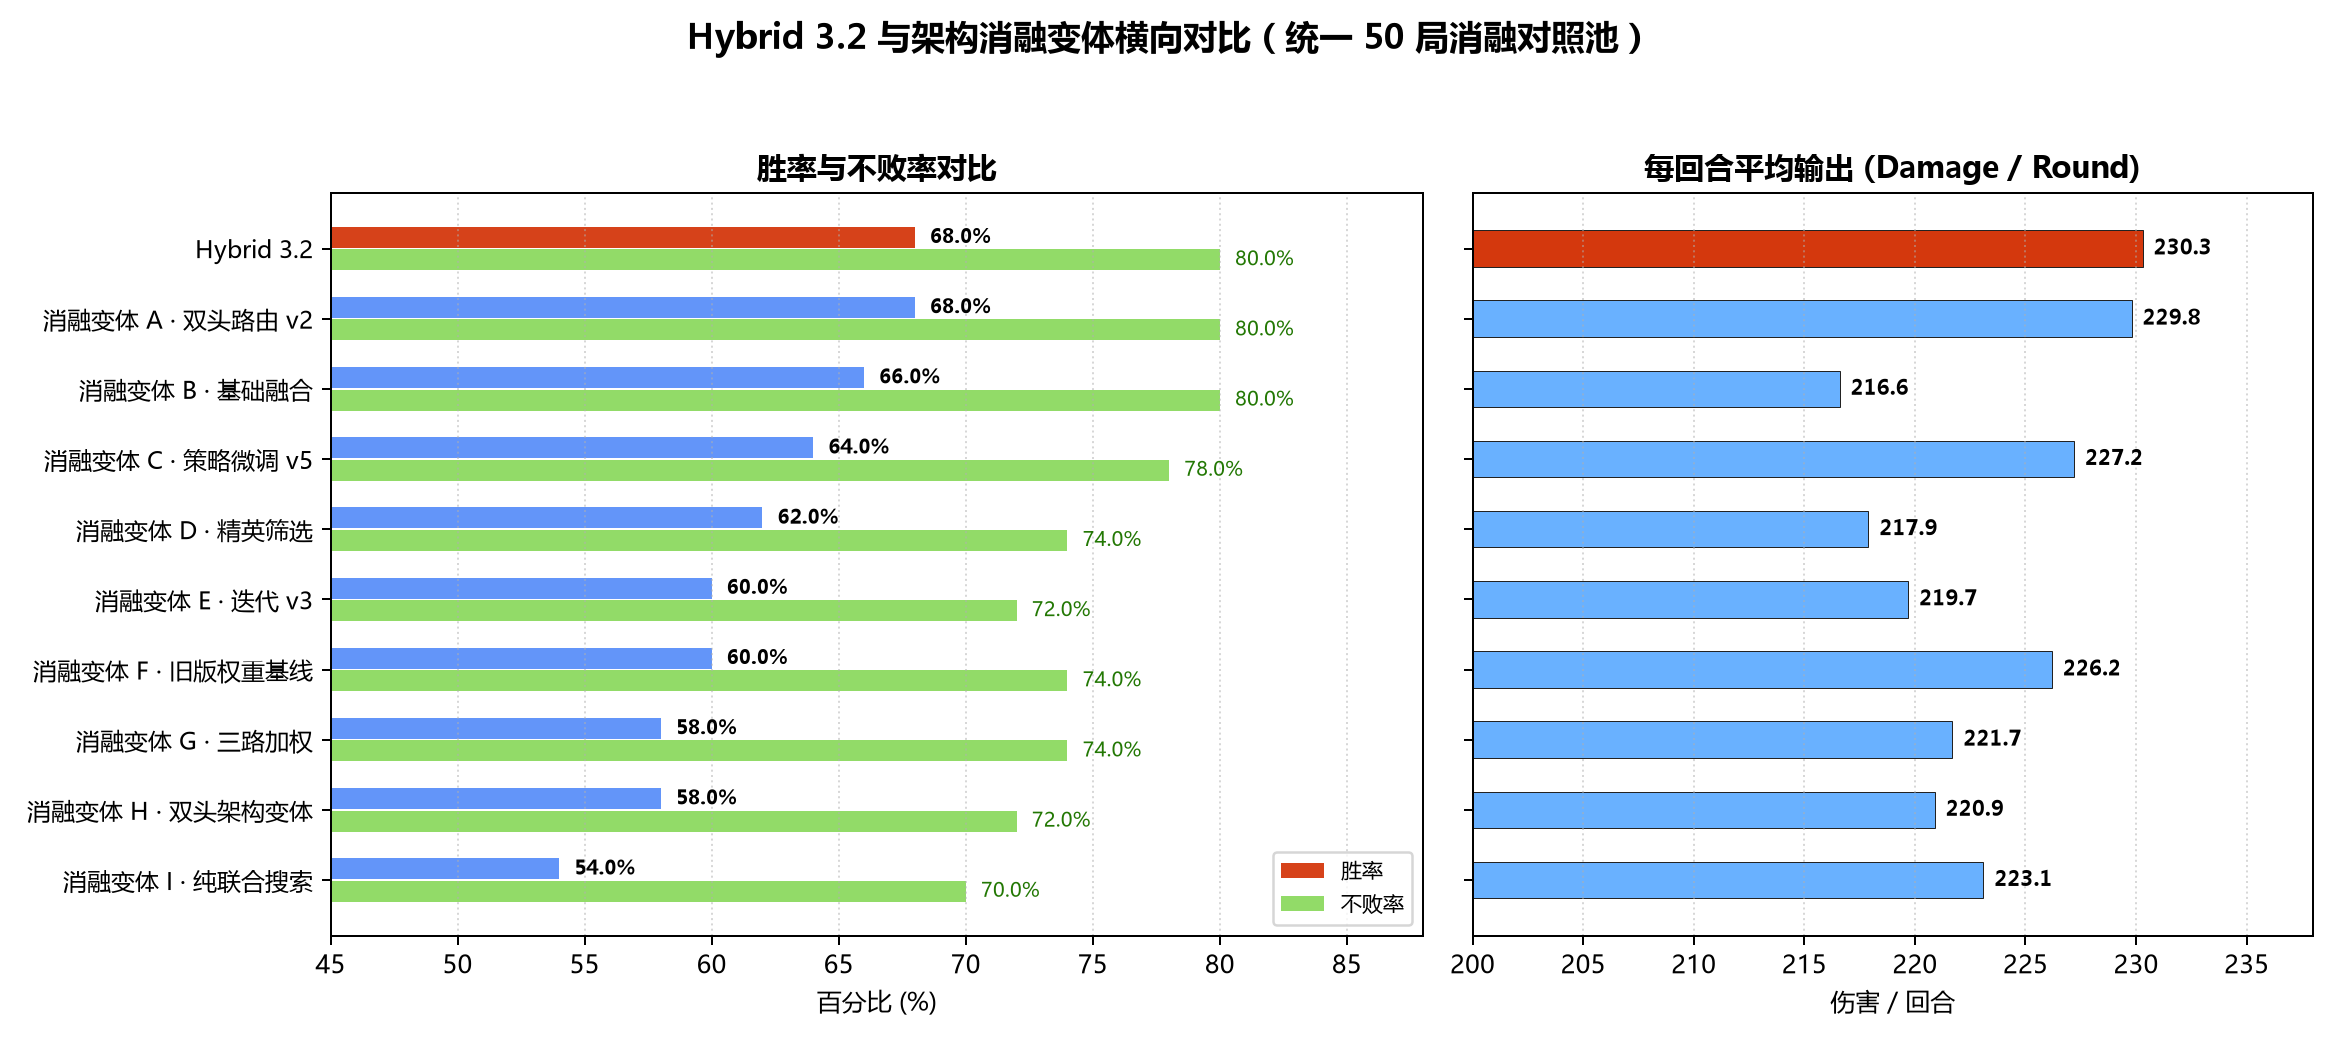 Hybrid 3.2 与架构消融变体横向对比（统一 50 局消融对照池）
胜率与不败率对比
Hybrid 3.2
68.0%
80.0%
消融变体 A · 双头路由 v2
68.0%
80.0%
消融变体 B · 基础融合
66.0%
80.0%
消融变体 C · 策略微调 v5
64.0%
78.0%
消融变体 D · 精英筛选
62.0%
74.0%
消融变体 E · 迭代 v3
60.0%
72.0%
消融变体 F · 旧版权重基线
60.0%
74.0%
消融变体 G · 三路加权
58.0%
74.0%
消融变体 H · 双头架构变体
58.0%
72.0%
消融变体 I · 纯联合搜索
54.0%
70.0%
胜率
不败率
45 50 55 60 65 70 75 80 85
百分比 (%)
每回合平均输出 (Damage / Round)
230.3
229.8
216.6
227.2
217.9
219.7
226.2
221.7
220.9
223.1
200 205 210 215 220 225 230 235
伤害 / 回合